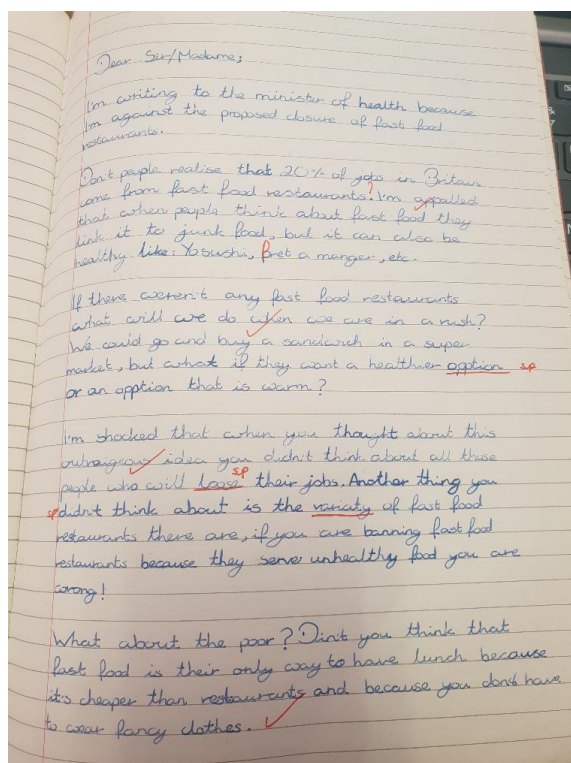 Dear Sir/Madame;
I'm writing to the minister of health because
I'm against the proposed closure of fast food
restaurants.
Don't people realise that 20% of jobs in Britain
come from fast food restaurants? I'm appalled
that when people think about fast food they
link it to junk food, but it can also be
healthy like: Yosushi, Pret a manger, etc.
If there weren't any fast food restaurants
what will we do when we are in a rush?
We could go and buy a sandwich in a super
market, but what if they want a healthier opption sp
or an opption that is warm?
I'm shocked that when you thought about this
outrangeous idea you didn't think about all those
sp
people who will loose their jobs. Another thing you
sp didn't think about is the variaty of fast food
restaurants there are, if you are banning fast food
restaurants because they serve unhealthy food you are
wrong!
What about the poor? Din't you think that
fast food is their only way to have lunch because
it's cheaper than restaurants and because you don't have
to wear fancy clothes.